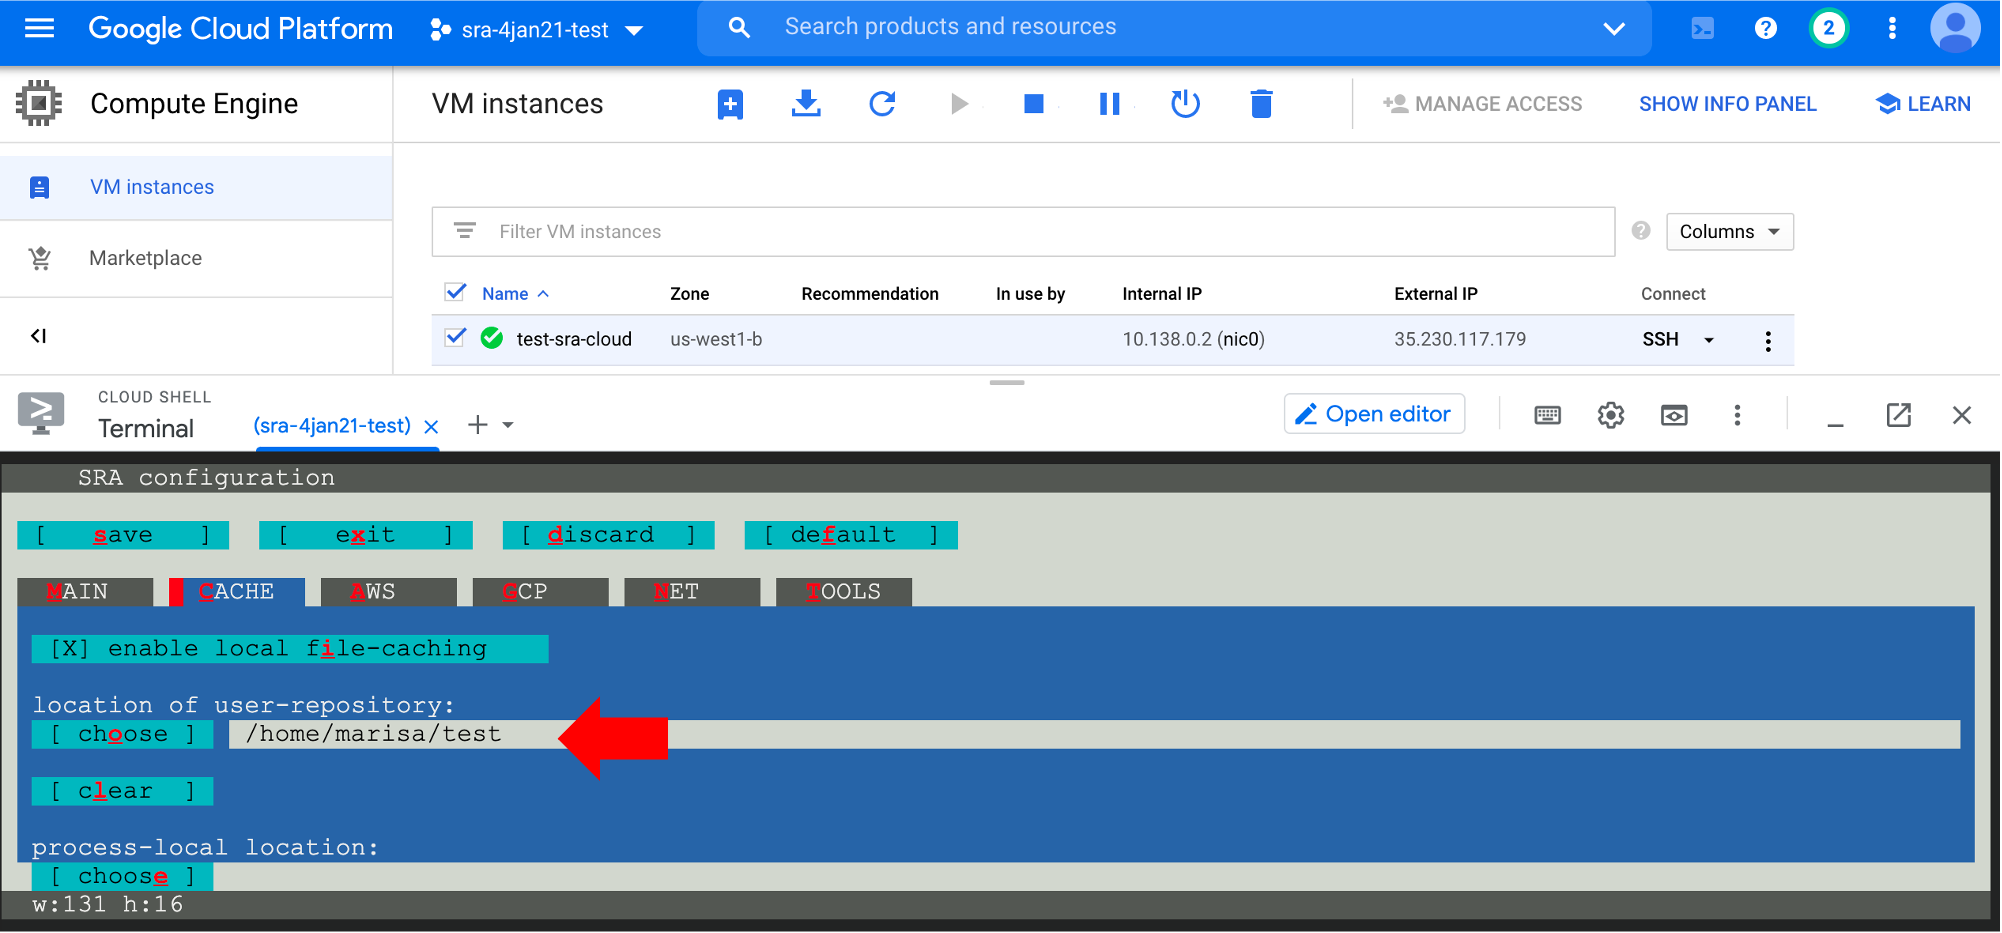 Google Cloud Platform sra-4jan21-test Search products and resources 2
Compute Engine VM instances MANAGE ACCESS SHOW INFO PANEL LEARN
VM instances
Marketplace
Filter VM instances Columns
Name Zone Recommendation In use by Internal IP External IP Connect
test-sra-cloud us-west1-b 10.138.0.2 (nic0) 35.230.117.179 SSH
CLOUD SHELL
Terminal (sra-4jan21-test) Open editor
SRA configuration
[ save ] [ exit ] [ discard ] [ default ]
MAIN CACHE AWS GCP NET TOOLS
[X] enable local file-caching
location of user-repository:
[ choose ] /home/marisa/test
[ clear ]
process-local location:
[ choose ]
w:131 h:16